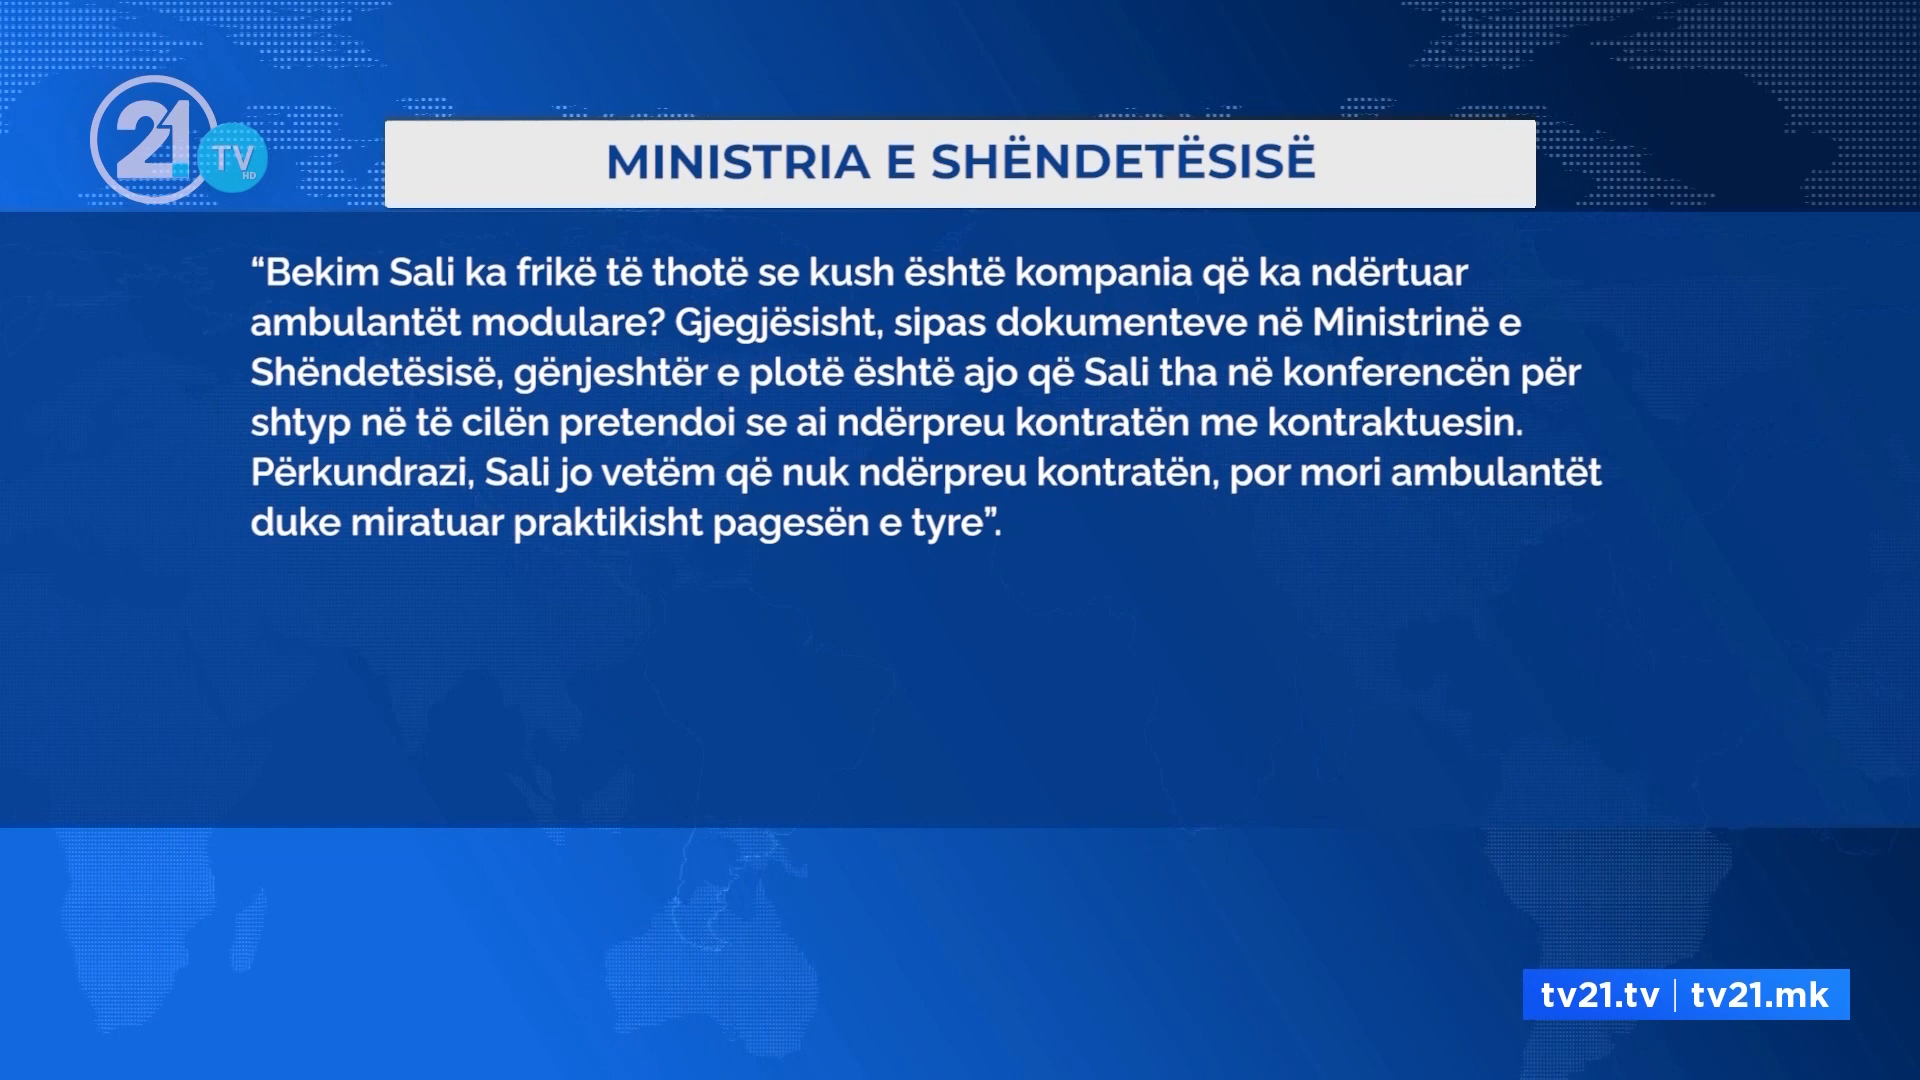 21
TV
HD
MINISTRIA E SHËNDETËSISË
“Bekim Sali ka frikë të thotë se kush është kompania që ka ndërtuar
ambulantët modulare? Gjegjësisht, sipas dokumenteve në Ministrinë e
Shëndetësisë, gënjeshtër e plotë është ajo që Sali tha në konferencën për
shtyp në të cilën pretendoi se ai ndërpreu kontratën me kontraktuesin.
Përkundrazi, Sali jo vetëm që nuk ndërpreu kontratën, por mori ambulantët
duke miratuar praktikisht pagesën e tyre”.
tv21.tv | tv21.mk